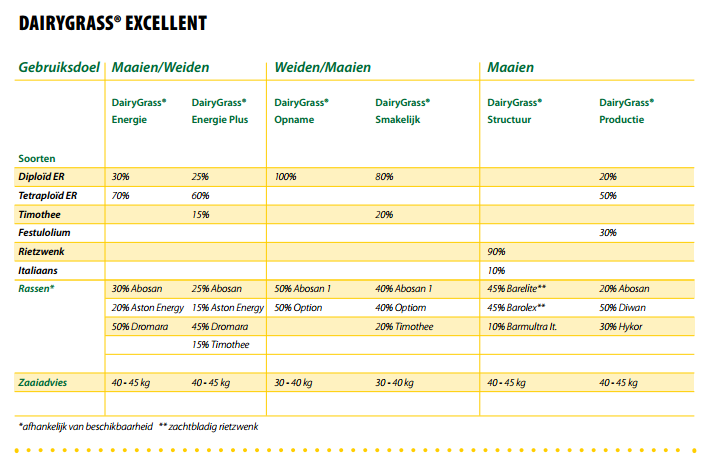 DAIRYGRASS® EXCELLENT
Gebruiksdoel Maaien/Weiden Weiden/Maaien Maaien
DairyGrass* DairyGrass* DairyGrass* DairyGrass* DairyGrass* DairyGrass*
Energie Energie Plus Opname Smakelijk Structuur Productie
Soorten
Diploïd ER 30% 25% 100% 80% 20%
Tetraploïd ER 70% 60% 50%
Timothee 15% 20%
Festulolium 30%
Rietzwenk 90%
Italiaans 10%
Rassen* 30% Abosan 25% Abosan 50% Abosan 1 40% Abosan 1 45% Barelite** 20% Abosan
20% Aston Energy 15% Aston Energy 50% Option 40% Optiom 45% Barolex** 50% Diwan
50% Dromara 45% Dromara 20% Timothee 10% Barmultra It. 30% Hykor
15% Timothee
Zaaiadvies 40 - 45 kg 40 - 45 kg 30 - 40 kg 30 - 40 kg 40 - 45 kg 40 - 45 kg
*afhankelijk van beschikbaarheid ** zachtbladig rietzwenk